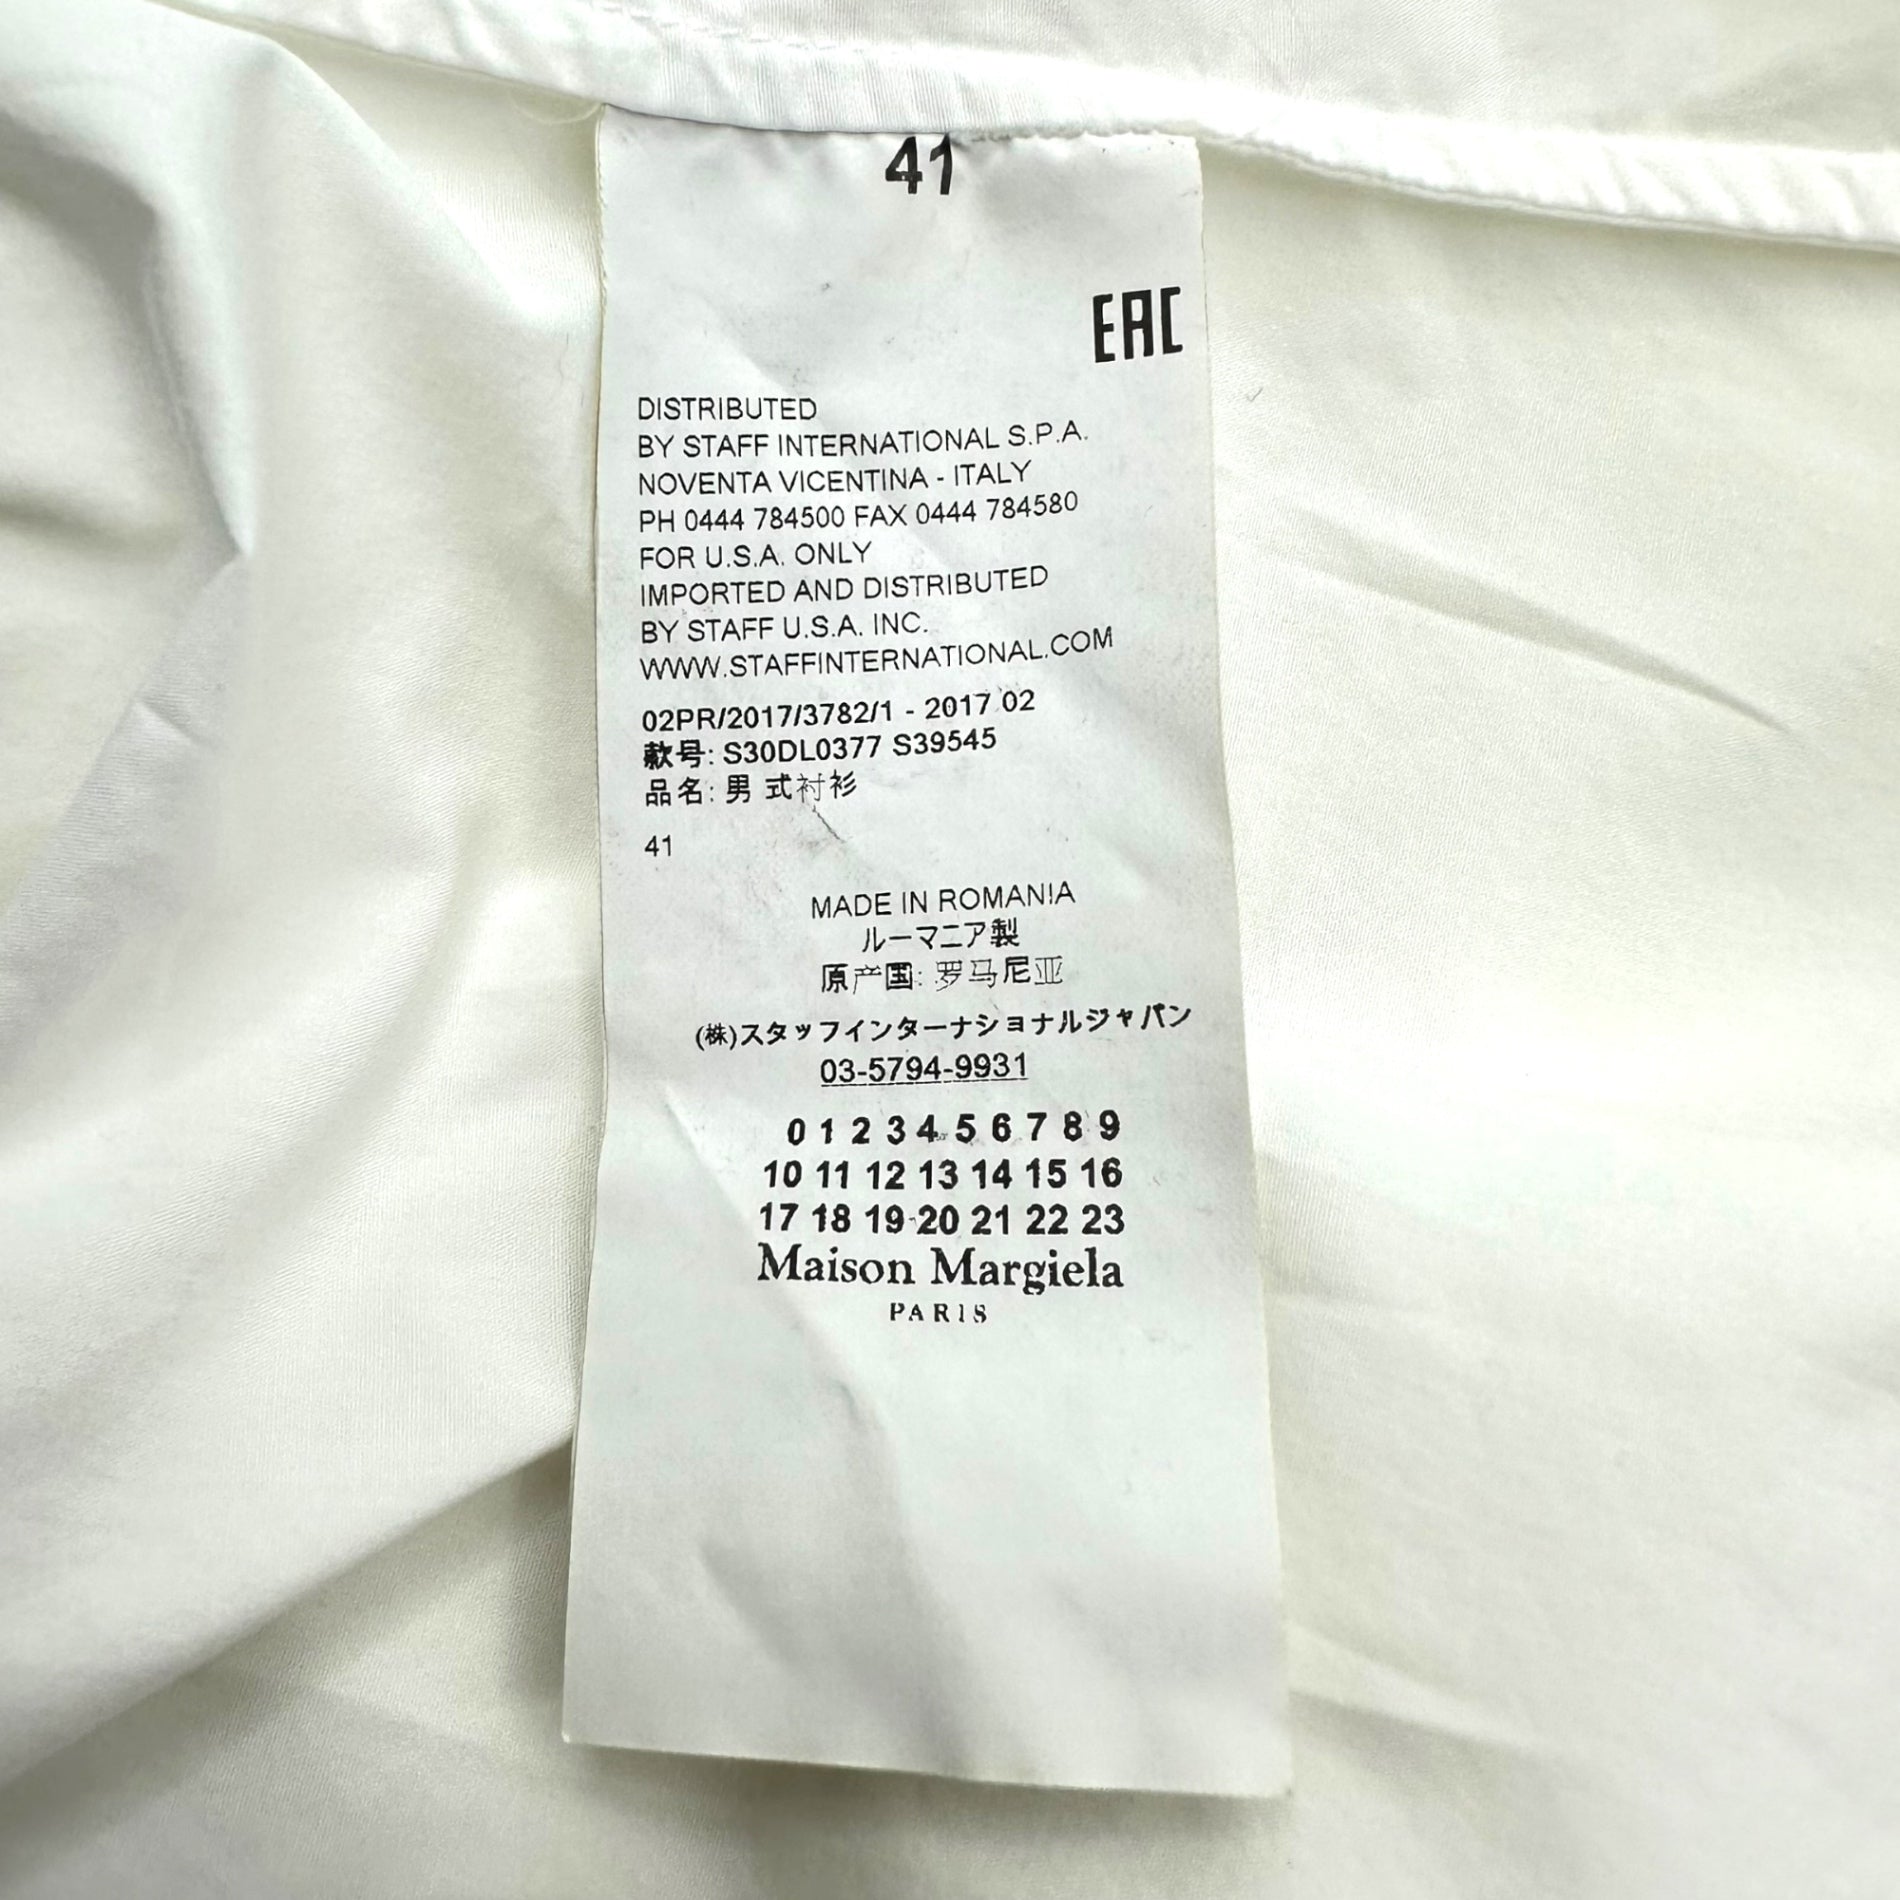 41
EAC
DISTRIBUTED
BY STAFF INTERNATIONAL S.P.A.
NOVENTA VICENTINA - ITALY
PH 0444 784500 FAX 0444 784580
FOR U.S.A. ONLY
IMPORTED AND DISTRIBUTED
BY STAFF U.S.A. INC.
WWW.STAFFINTERNATIONAL.COM
02PR/2017/3782/1 - 2017 02
款号: S30DL0377 S39545
品名: 男式衬衫
41
MADE IN ROMANIA
ルーマニア製
原产国: 罗马尼亚
(株)スタッフインターナショナルジャパン
03-5794-9931
0 1 2 3 4 5 6 7 8 9
10 11 12 13 14 15 16
17 18 19 20 21 22 23
Maison Margiela
PARIS